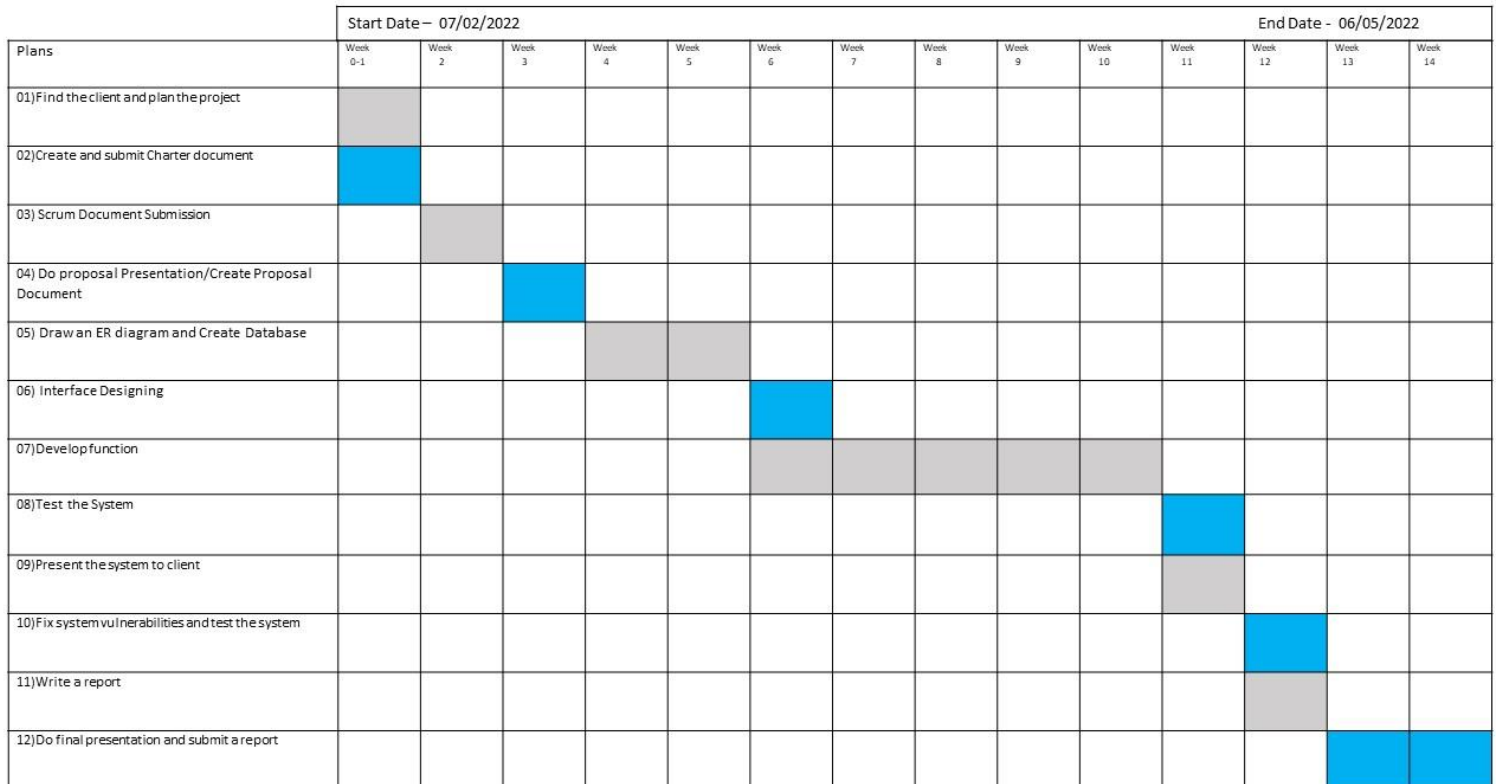 Start Date – 07/02/2022 End Date - 06/05/2022
Plans Week Week Week Week Week Week Week Week Week Week Week Week Week Week
0-1 2 3 4 5 6 7 8 9 10 11 12 13 14
01)Find the client and plan the project
02)Create and submit Charter document
03) Scrum Document Submission
04) Do proposal Presentation/Create Proposal
Document
05) Draw an ER diagram and Create Database
06) Interface Designing
07)Develop function
08)Test the System
09)Present the system to client
10)Fix system vulnerabilities and test the system
11)Write a report
12)Do final presentation and submit a report